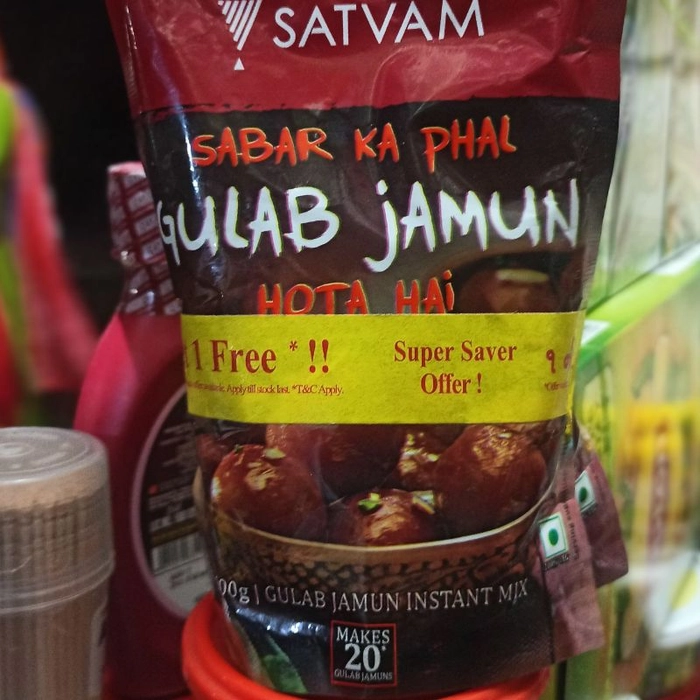 SATVAM
SABAR KA PHAL
GULAB jAMUN
HOTA HAi
1 Free * !!
Super Saver
Offer !
Apply till stock last. *T&C Apply.
00g | GULAB JAMUN INSTANT MIX
MAKES
20*
GULAB JAMUNS